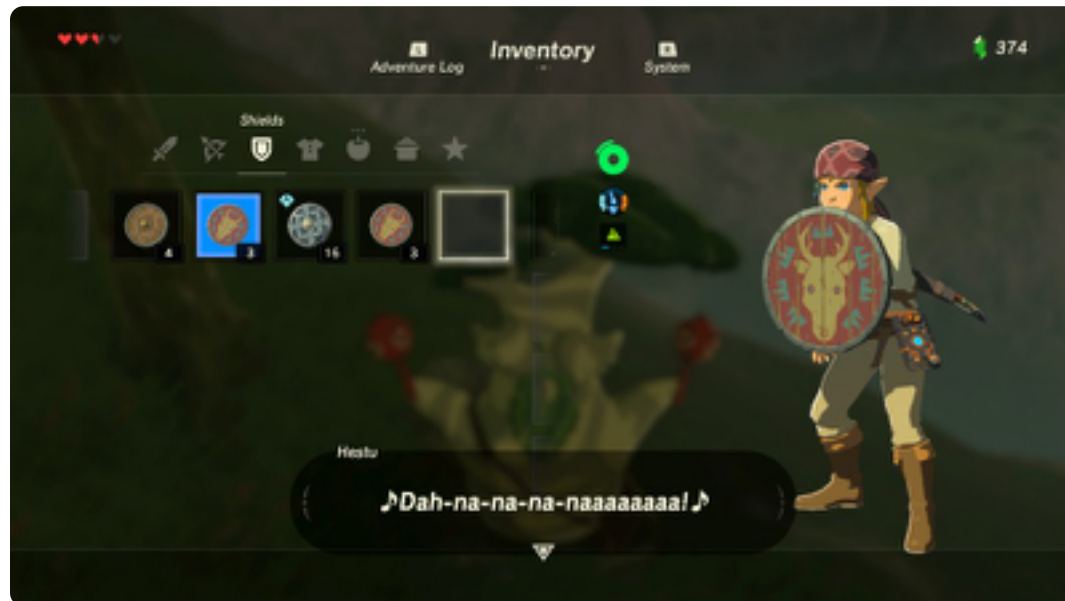 Inventory
Adventure Log
System
374
Shields
4
3
16
3
Hestu
♪Dah-na-na-na-naaaaaaaa!♪